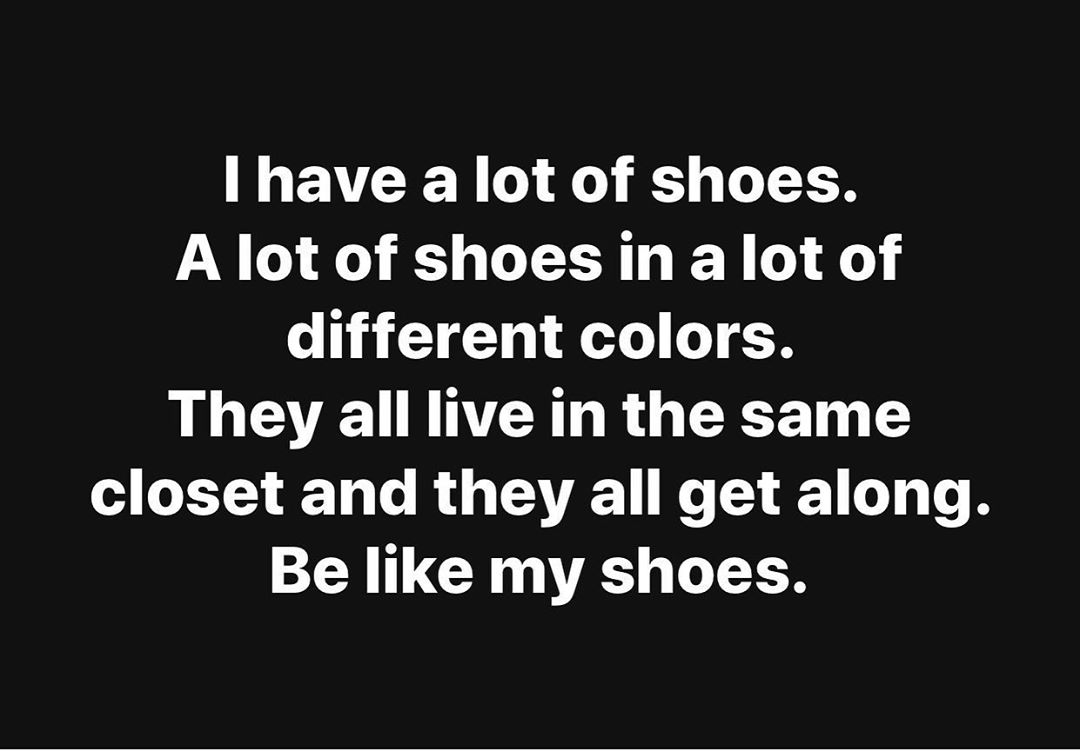 I have a lot of shoes.
A lot of shoes in a lot of
different colors.
They all live in the same
closet and they all get along.
Be like my shoes.